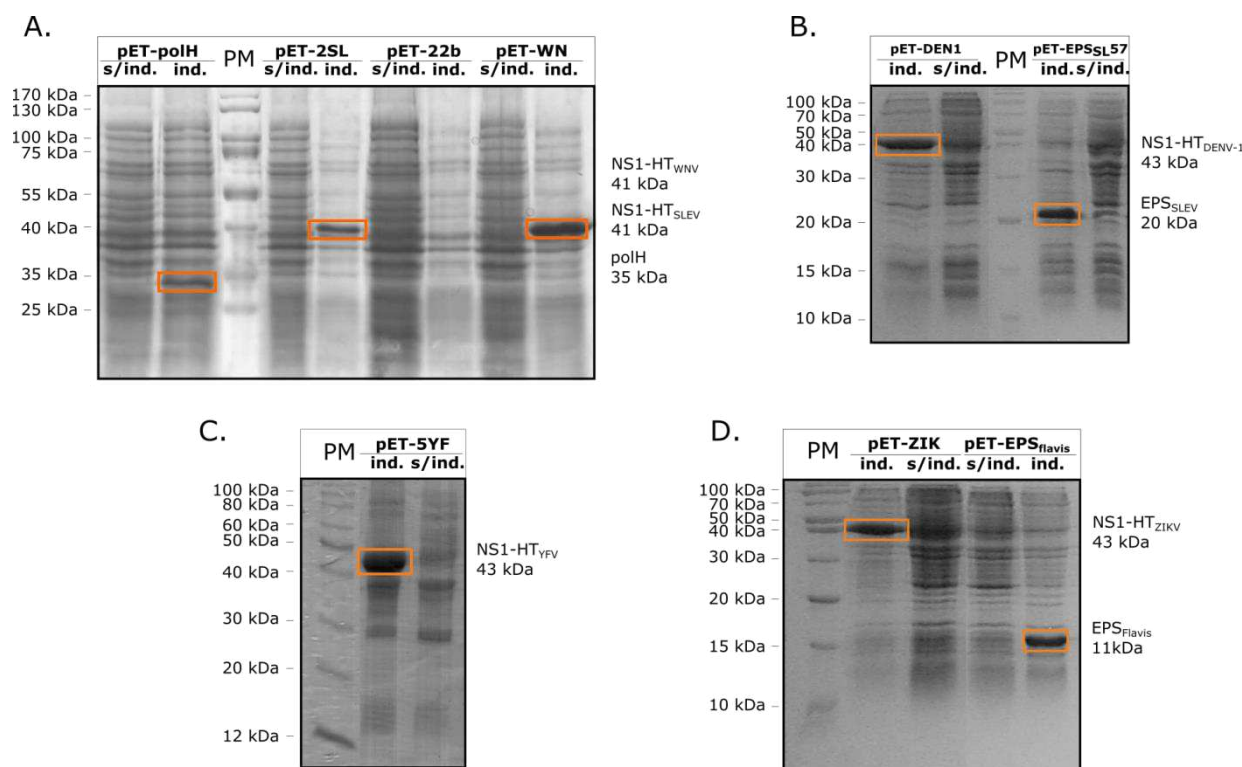 A.
pET-polH PM pET-2SL pET-22b pET-WN
s/ind. ind. s/ind. ind. s/ind. ind. s/ind. ind.
170 kDa
130 kDa
100 kDa
75 kDa
55 kDa
40 kDa
35 kDa
25 kDa
NS1-HTWNV
41 kDa
NS1-HTSLEV
41 kDa
polH
35 kDa
B.
pET-DEN1 PM pET-EPSSL57
ind. s/ind. ind. s/ind.
100 kDa
70 kDa
50 kDa
40 kDa
30 kDa
20 kDa
15 kDa
10 kDa
NS1-HTDENV-1
43 kDa
EPSSLEV
20 kDa
C.
PM pET-5YF
ind. s/ind.
100 kDa
80 kDa
60 kDa
50 kDa
40 kDa
30 kDa
20 kDa
12 kDa
NS1-HTYFV
43 kDa
D.
PM pET-ZIK pET-EPSflavis
ind. s/ind. s/ind. ind.
100 kDa
70 kDa
50 kDa
40 kDa
30 kDa
20 kDa
15 kDa
10 kDa
NS1-HTZIKV
43 kDa
EPSFlavis
11kDa